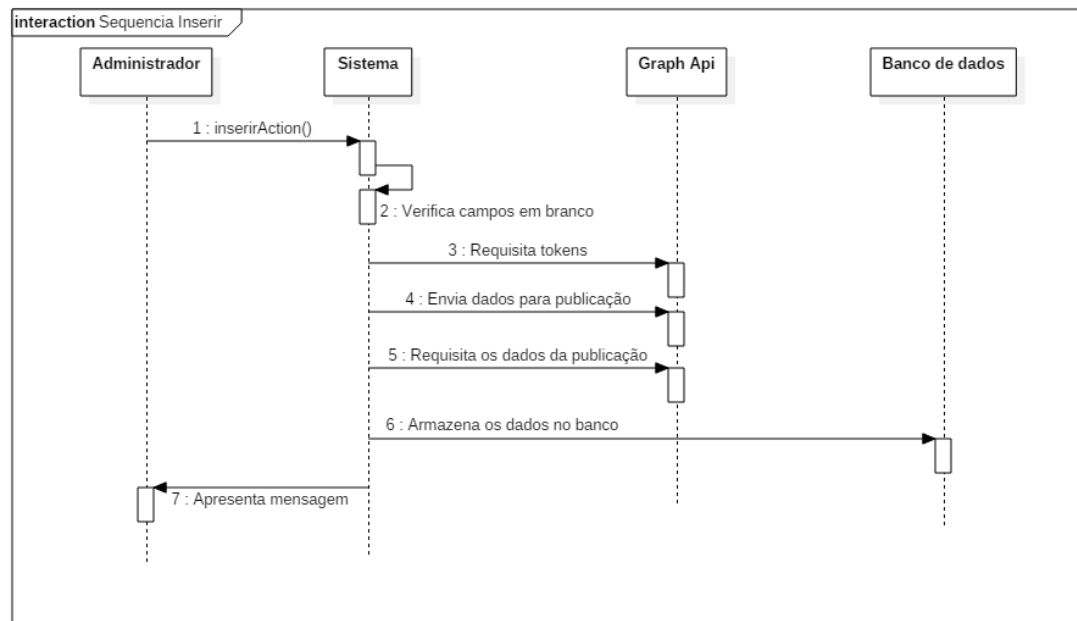 interaction Sequencia Inserir
Administrador
Sistema
Graph Api
Banco de dados
1 : inserirAction()
2 : Verifica campos em branco
3 : Requisita tokens
4 : Envia dados para publicação
5 : Requisita os dados da publicação
6 : Armazena os dados no banco
7 : Apresenta mensagem